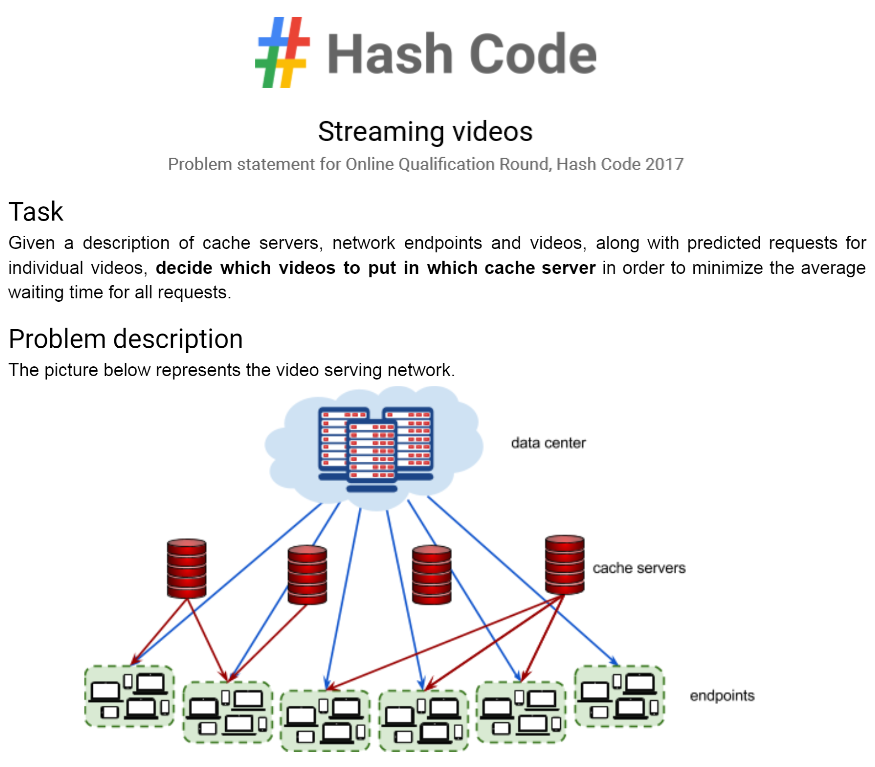 # Hash Code
Streaming videos
Problem statement for Online Qualification Round, Hash Code 2017
Task
Given a description of cache servers, network endpoints and videos, along with predicted requests for
individual videos, decide which videos to put in which cache server in order to minimize the average
waiting time for all requests.
Problem description
The picture below represents the video serving network.
data center
cache servers
endpoints